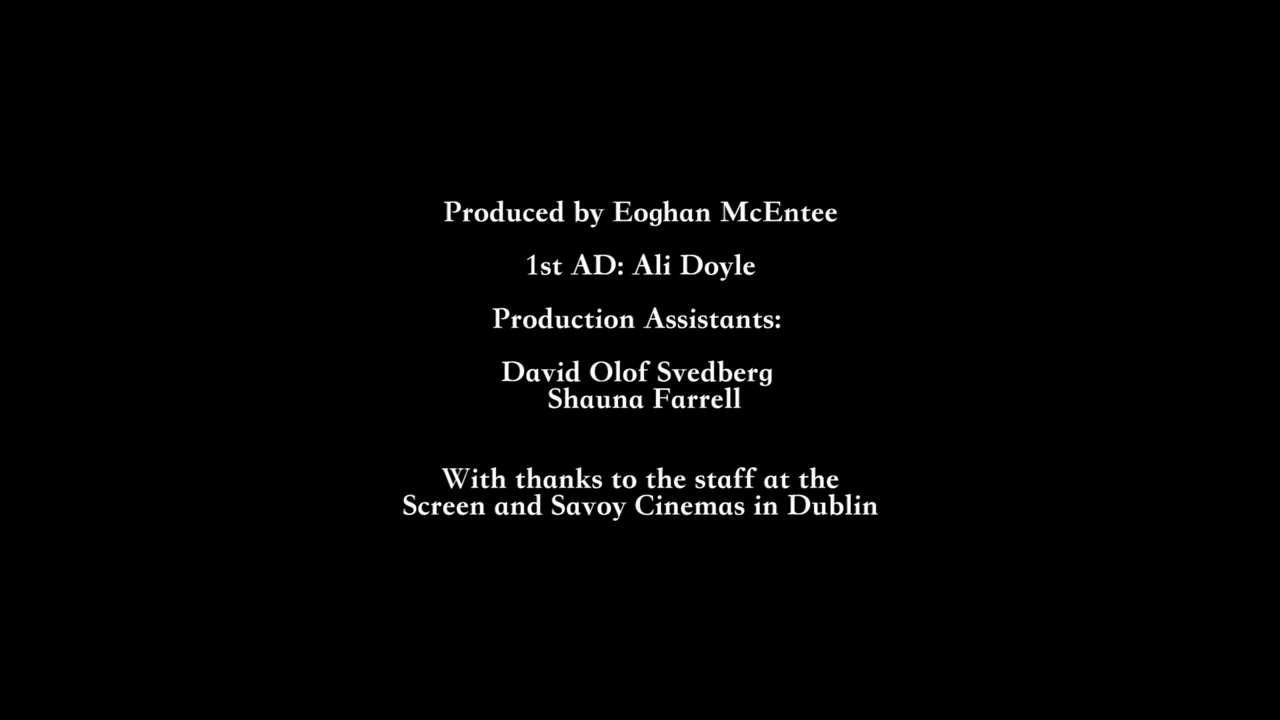 Produced by Eoghan McEntee
1st AD: Ali Doyle
Production Assistants:
David Olof Svedberg
Shauna Farrell
With thanks to the staff at the
Screen and Savoy Cinemas in Dublin